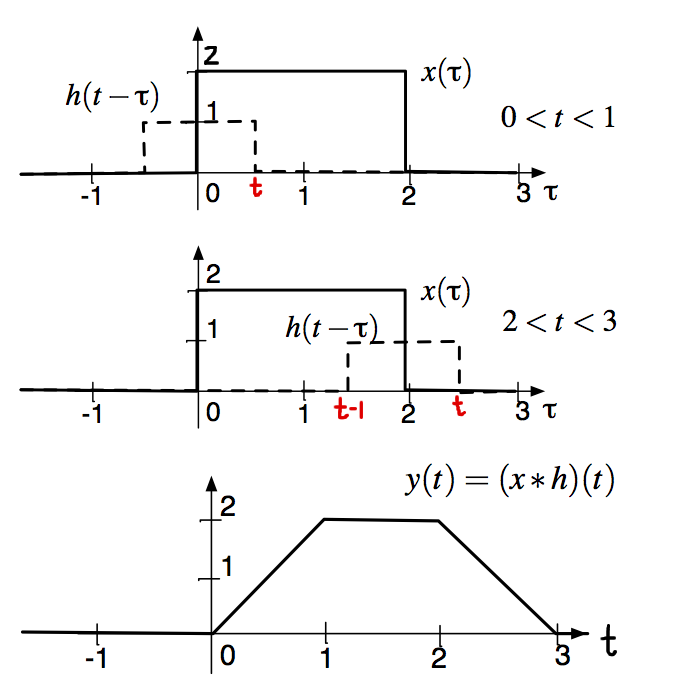 2
h(t − τ)
x(τ)
1
0 < t < 1
-1 0 t 1 2 3 τ
2
x(τ)
1
h(t − τ)
2 < t < 3
-1 0 1 t-1 2 t 3 τ
y(t) = (x ∗ h)(t)
2
1
-1 0 1 2 3 t